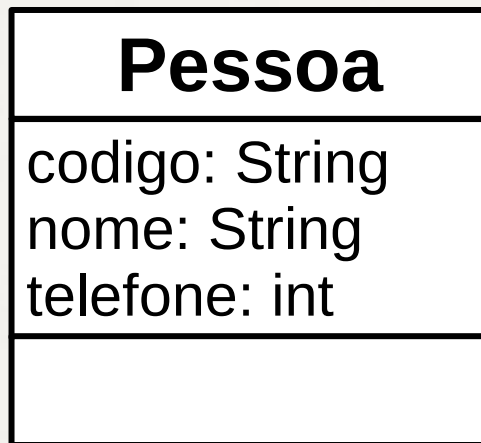 Pessoa
codigo: String
nome: String
telefone: int